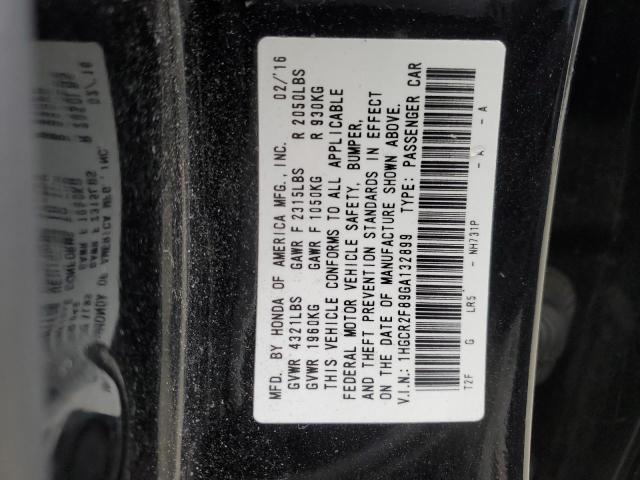 MFD. BY HONDA OF AMERICA MFG., INC. 02/'16
GVWR 4321LBS GAWR F 2315LBS R 2050LBS
GVWR 1960KG GAWR F 1050KG R 930KG
THIS VEHICLE CONFORMS TO ALL APPLICABLE
FEDERAL MOTOR VEHICLE SAFETY, BUMPER,
AND THEFT PREVENTION STANDARDS IN EFFECT
ON THE DATE OF MANUFACTURE SHOWN ABOVE.
V.I.N.: 1HGCR2F89GA132899 TYPE: PASSENGER CAR
T2F G LR5 - NH731P - A - A